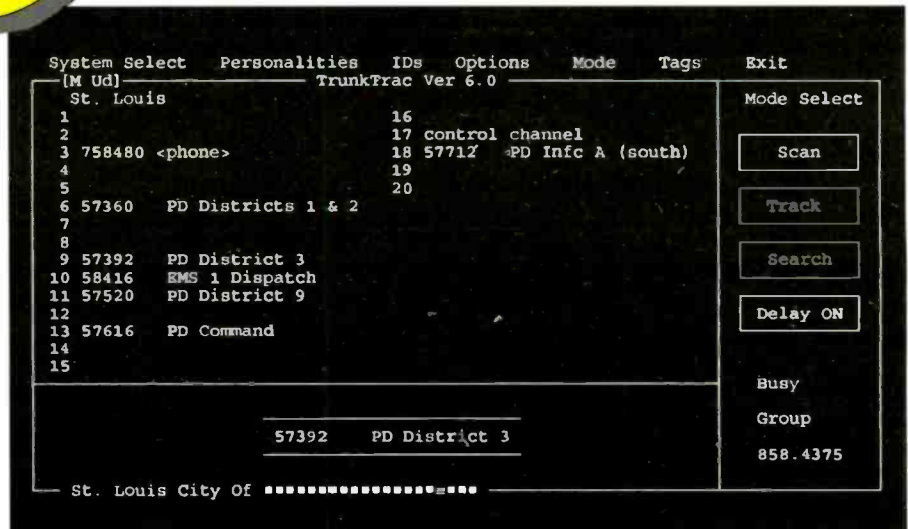 System Select Personalities IDs Options Mode Tags Exit
[M Ud] TrunkTrac Ver 6.0
St. Louis
1
2
3 758480 <phone>
4
5
6 57360 PD Districts 1 & 2
7
8
9 57392 PD District 3
10 58416 EMS 1 Dispatch
11 57520 PD District 9
12
13 57616 PD Command
14
15
16
17 control channel
18 57712 PD Infc A (south)
19
20
Mode Select
Scan
Track
Search
Delay ON
Busy
Group
858.4375
57392 PD District 3
St. Louis City Of